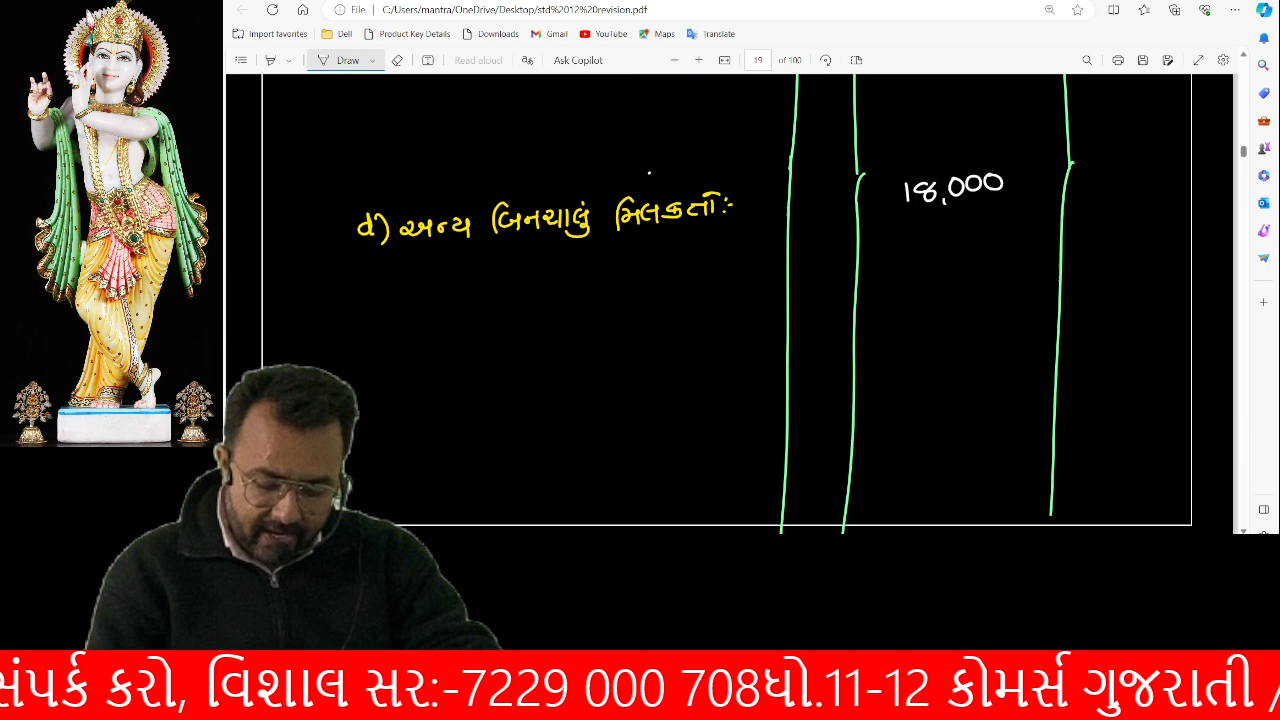 File
C:/Users/mantra/OneDrive/Desktop/std%2012%20revision.pdf
Import favorites
Dell
Product Key Details
Downloads
Gmail
YouTube
Maps
Translate
Draw
Read aloud
Ask Copilot
19
of 100
18,000
d) અન્ય બિનચાલું મિલકતો:-
સંપર્ક કરો, વિશાલ સર:-7229 000 708ધો.11-12 કોમર્સ ગુજરાતી /